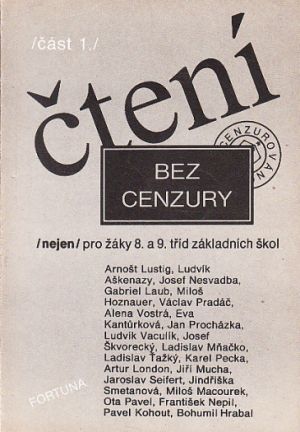 /část 1./
čtení
CENZUROVÁN
BEZ
CENZURY
/nejen/ pro žáky 8. a 9. tříd základních škol
Arnošt Lustig, Ludvík
Aškenazy, Josef Nesvadba,
Gabriel Laub, Miloš
Hoznauer, Václav Pradáč,
Alena Vostrá, Eva
Kantůrková, Jan Procházka,
Ludvík Vaculík, Josef
Škvorecký, Ladislav Mňačko,
Ladislav Ťažký, Karel Pecka,
Artur London, Jiří Mucha,
Jaroslav Seifert, Jindřiška
Smetanová, Miloš Macourek,
Ota Pavel, František Nepil,
Pavel Kohout, Bohumil Hrabal
FORTUNA